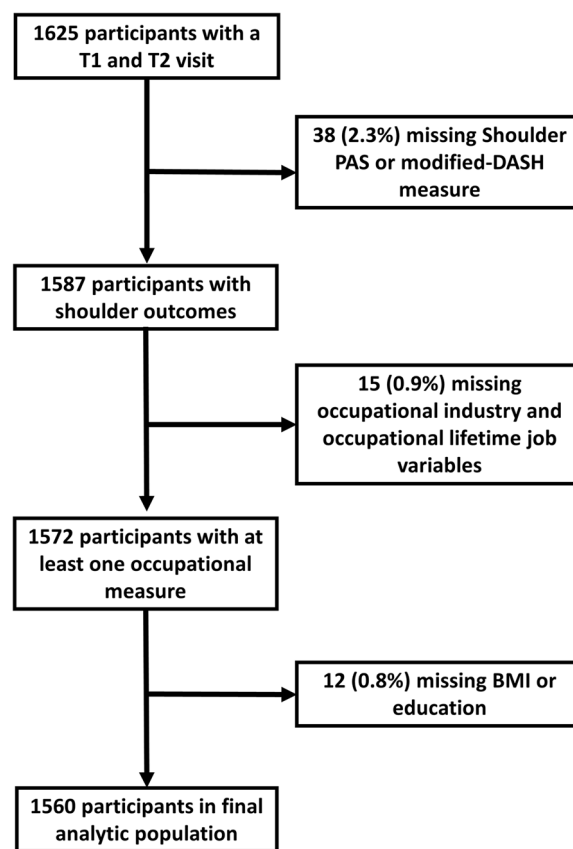 1625 participants with a
T1 and T2 visit
38 (2.3%) missing Shoulder
PAS or modified-DASH
measure
1587 participants with
shoulder outcomes
15 (0.9%) missing
occupational industry and
occupational lifetime job
variables
1572 participants with at
least one occupational
measure
12 (0.8%) missing BMI or
education
1560 participants in final
analytic population